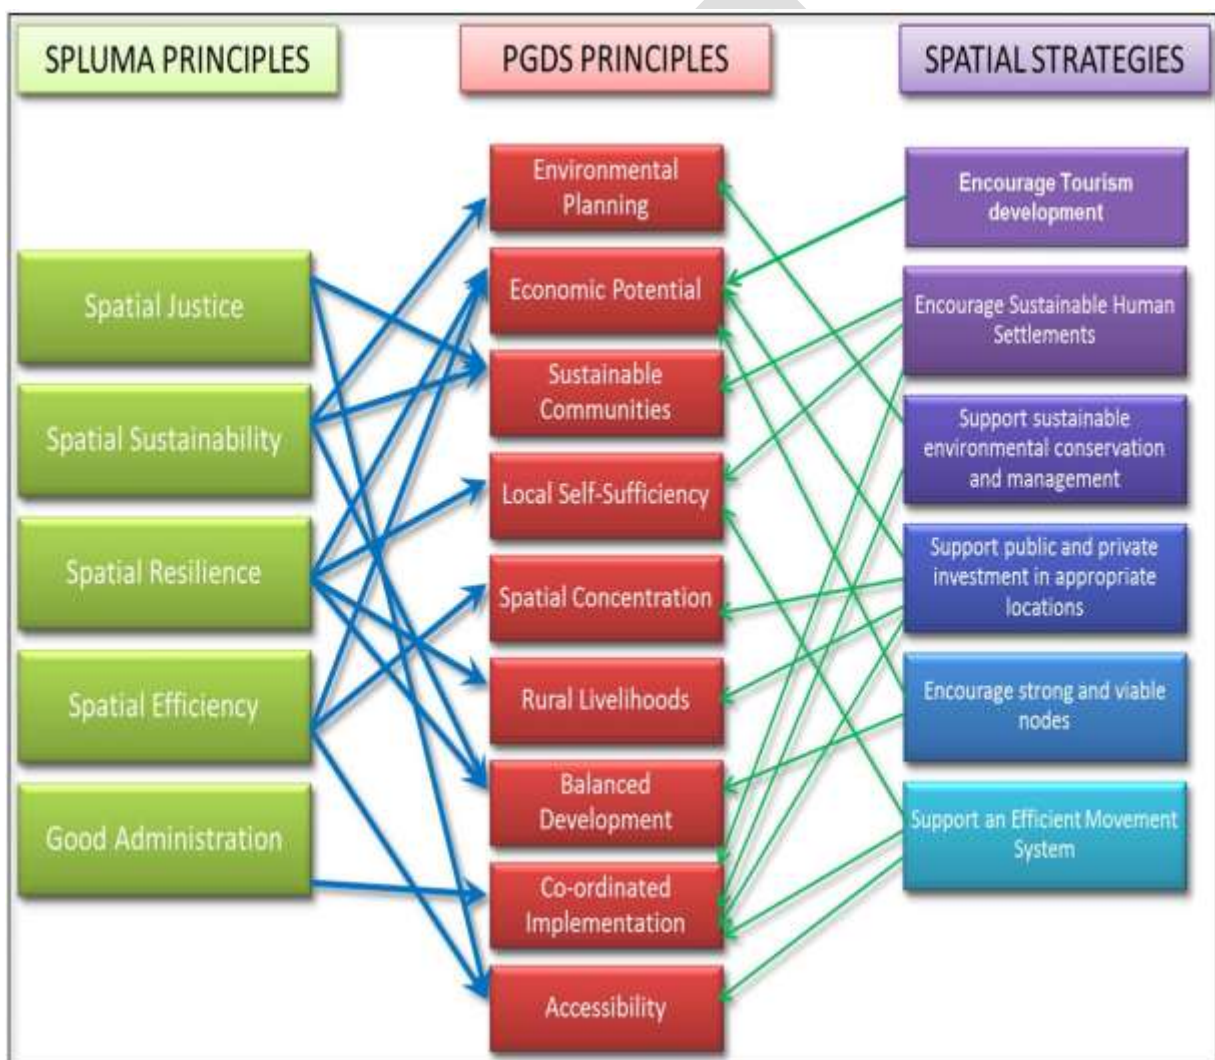 SPLUMA PRINCIPLES
Spatial Justice
Spatial Sustainability
Spatial Resilience
Spatial Efficiency
Good Administration
PGDS PRINCIPLES
Environmental
Planning
Economic Potential
Sustainable
Communities
Local Self-Sufficiency
Spatial Concentration
Rural Livelihoods
Balanced
Development
Co-ordinated
Implementation
Accessibility
SPATIAL STRATEGIES
Encourage Tourism
development
Encourage Sustainable Human
Settlements
Support sustainable
environmental conservation
and management
Support public and private
investment in appropriate
locations
Encourage strong and viable
nodes
Support an Efficient Movement
System